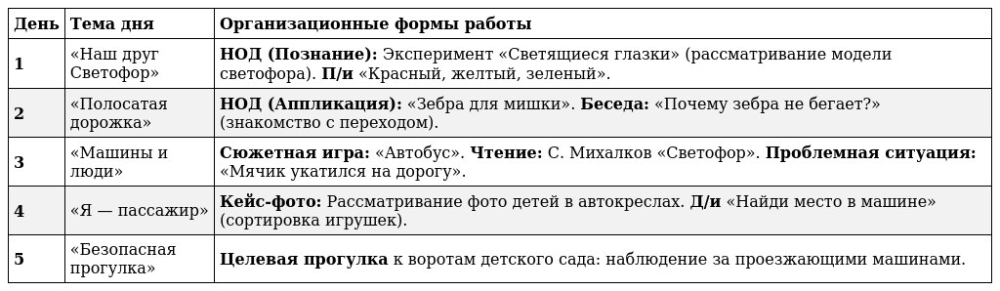 День Тема дня Организационные формы работы
1 «Наш друг Светофор» НОД (Познание): Эксперимент «Светящиеся глазки» (рассматривание модели
светофора). П/и «Красный, желтый, зеленый».
2 «Полосатая дорожка» НОД (Аппликация): «Зебра для мишки». Беседа: «Почему зебра не бегает?»
(знакомство с переходом).
3 «Машины и люди» Сюжетная игра: «Автобус». Чтение: С. Михалков «Светофор». Проблемная ситуация:
«Мячик укатился на дорогу».
4 «Я — пассажир» Кейс-фото: Рассматривание фото детей в автокреслах. Д/и «Найди место в машине»
(сортировка игрушек).
5 «Безопасная прогулка» Целевая прогулка к воротам детского сада: наблюдение за проезжающими машинами.